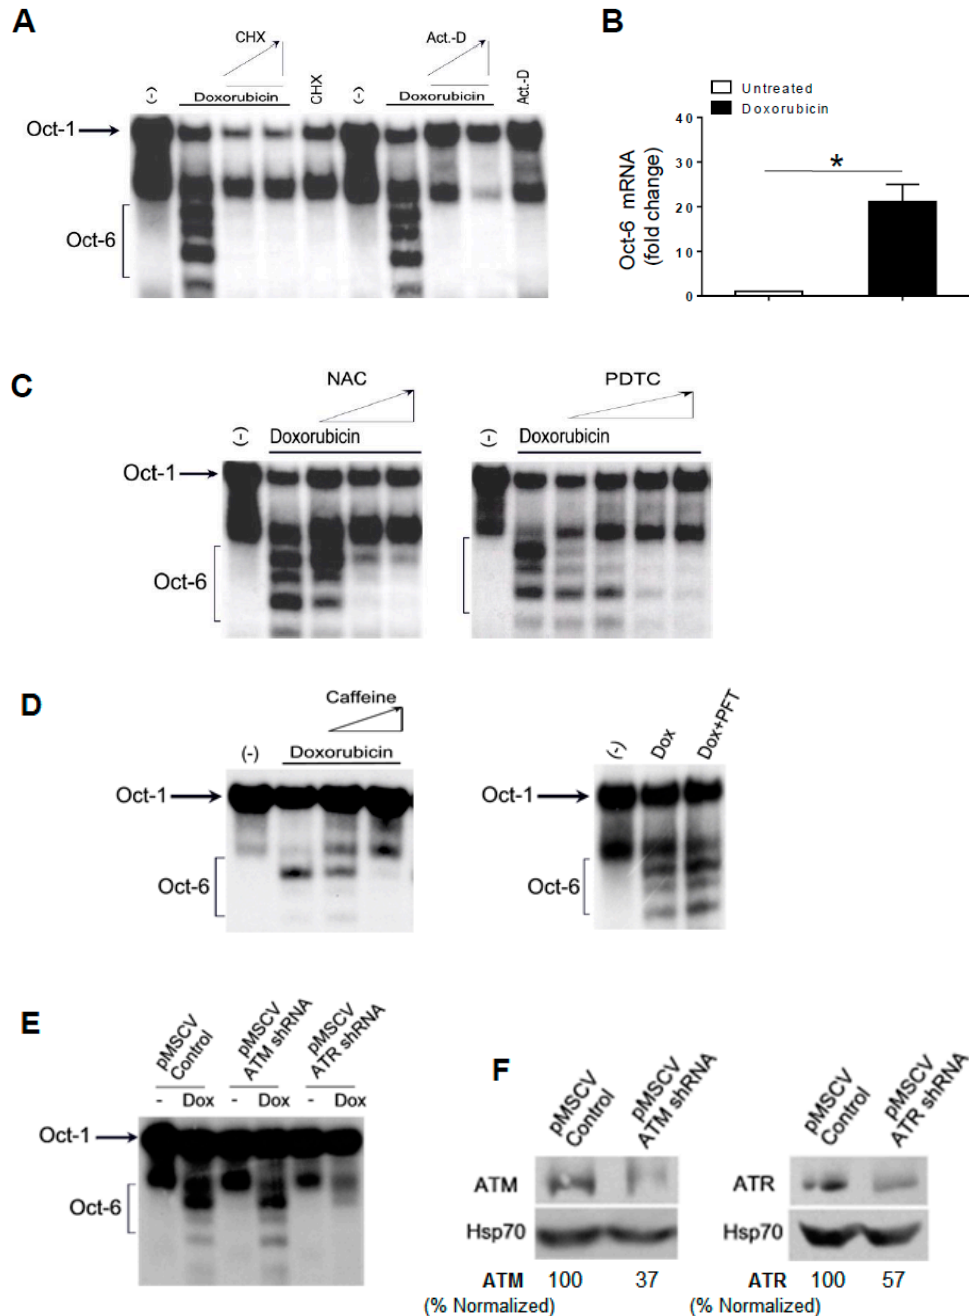 A
CHX
Act.-D
(-)
Doxorubicin
CHX
(-)
Doxorubicin
Act.-D
Oct-1
Oct-6
B
Untreated
Doxorubicin
Oct-6 mRNA
(fold change)
40
30
20
10
0
*
C
NAC
PDTC
(-)
Doxorubicin
(-)
Doxorubicin
Oct-1
Oct-6
D
Caffeine
(-)
Doxorubicin
(-)
Dox
Dox+PFT
Oct-1
Oct-1
Oct-6
Oct-6
E
pMSCV
Control
pMSCV
ATM shRNA
pMSCV
ATR shRNA
- Dox - Dox - Dox
Oct-1
Oct-6
F
pMSCV
Control
pMSCV
ATM shRNA
pMSCV
Control
pMSCV
ATR shRNA
ATM
ATR
Hsp70
Hsp70
ATM 100 37
(% Normalized)
ATR 100 57
(% Normalized)